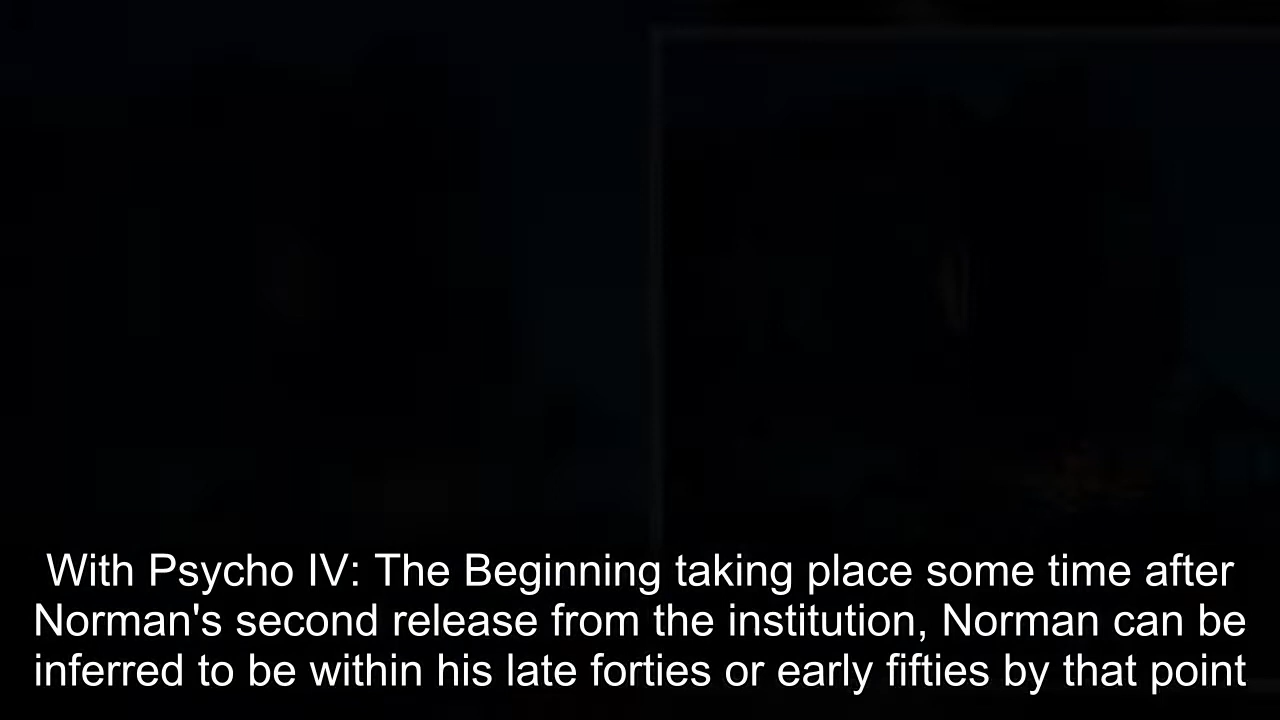 With Psycho IV: The Beginning taking place some time after
Norman's second release from the institution, Norman can be
inferred to be within his late forties or early fifties by that point